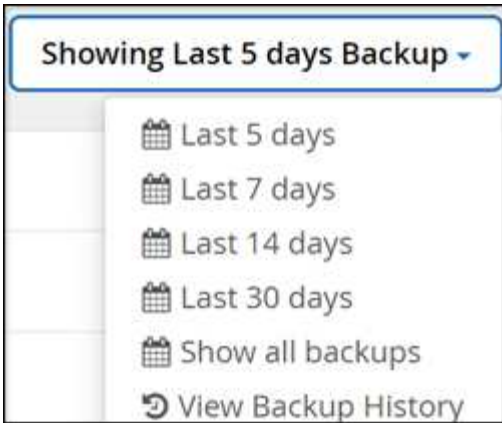 Showing Last 5 days Backup
Last 5 days
Last 7 days
Last 14 days
Last 30 days
Show all backups
View Backup History